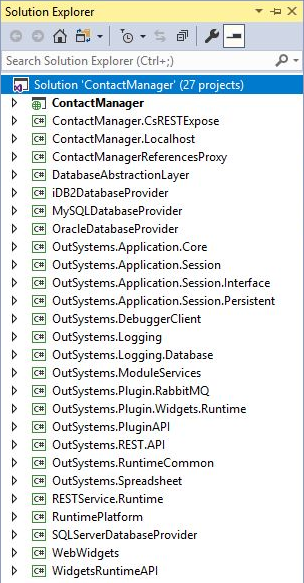 Solution Explorer
Search Solution Explorer (Ctrl+;)
Solution 'ContactManager' (27 projects)
ContactManager
C# ContactManager.CsRESTExpose
C# ContactManager.Localhost
C# ContactManagerReferencesProxy
C# DatabaseAbstractionLayer
C# iDB2DatabaseProvider
C# MySQLDatabaseProvider
C# OracleDatabaseProvider
C# OutSystems.Application.Core
C# OutSystems.Application.Session
C# OutSystems.Application.Session.Interface
C# OutSystems.Application.Session.Persistent
C# OutSystems.DebuggerClient
C# OutSystems.Logging
C# OutSystems.Logging.Database
C# OutSystems.ModuleServices
C# OutSystems.Plugin.RabbitMQ
C# OutSystems.Plugin.Widgets.Runtime
C# OutSystems.PluginAPI
C# OutSystems.REST.API
C# OutSystems.RuntimeCommon
C# OutSystems.Spreadsheet
C# RESTService.Runtime
C# RuntimePlatform
C# SQLServerDatabaseProvider
C# WebWidgets
C# WidgetsRuntimeAPI